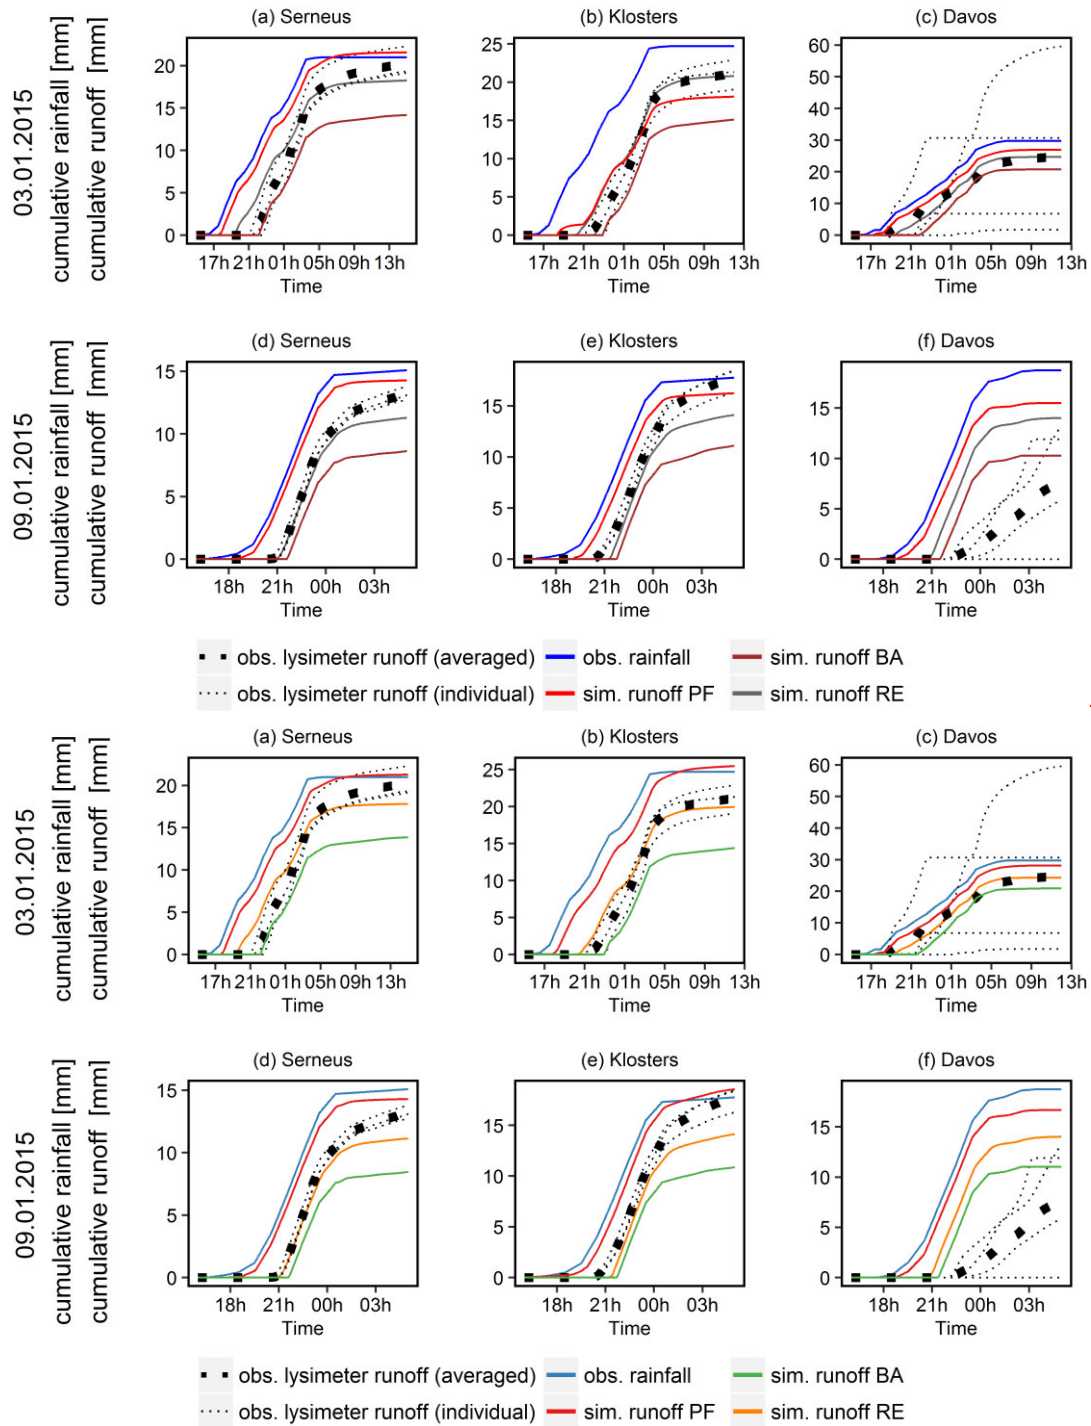 (a) Serneus
(b) Klosters
(c) Davos
03.01.2015
cumulative rainfall [mm]
cumulative runoff [mm]
20
15
10
5
0
25
20
15
10
5
0
60
50
40
30
20
10
0
17h 21h 01h 05h 09h 13h
17h 21h 01h 05h 09h 13h
17h 21h 01h 05h 09h 13h
Time
Time
Time
(d) Serneus
(e) Klosters
(f) Davos
09.01.2015
cumulative rainfall [mm]
cumulative runoff [mm]
15
10
5
0
15
10
5
0
15
10
5
0
18h 21h 00h 03h
18h 21h 00h 03h
18h 21h 00h 03h
Time
Time
Time
obs. lysimeter runoff (averaged) obs. rainfall sim. runoff BA
obs. lysimeter runoff (individual) sim. runoff PF sim. runoff RE
(a) Serneus
(b) Klosters
(c) Davos
03.01.2015
cumulative rainfall [mm]
cumulative runoff [mm]
20
15
10
5
0
25
20
15
10
5
0
60
50
40
30
20
10
0
17h 21h 01h 05h 09h 13h
17h 21h 01h 05h 09h 13h
17h 21h 01h 05h 09h 13h
Time
Time
Time
(d) Serneus
(e) Klosters
(f) Davos
09.01.2015
cumulative rainfall [mm]
cumulative runoff [mm]
15
10
5
0
15
10
5
0
15
10
5
0
18h 21h 00h 03h
18h 21h 00h 03h
18h 21h 00h 03h
Time
Time
Time
obs. lysimeter runoff (averaged) obs. rainfall sim. runoff BA
obs. lysimeter runoff (individual) sim. runoff PF sim. runoff RE